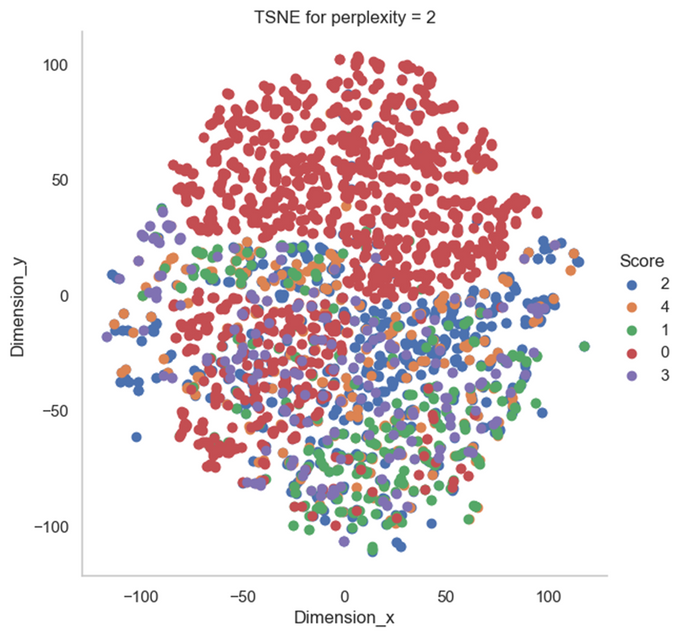 TSNE for perplexity = 2
100
50
0
−50
−100
Dimension_y
−100 −50 0 50 100
Dimension_x
Score
2
4
1
0
3